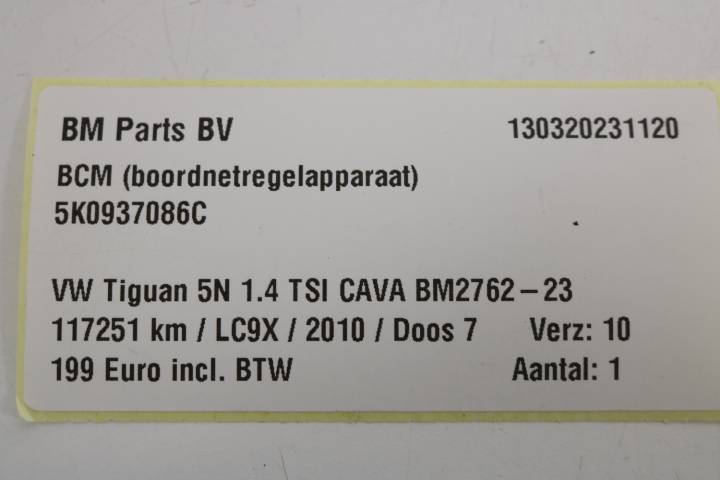 BM Parts BV 130320231120
BCM (boordnetregelapparaat)
5K0937086C
VW Tiguan 5N 1.4 TSI CAVA BM2762-23
117251 km / LC9X / 2010 / Doos 7 Verz: 10
199 Euro incl. BTW Aantal: 1